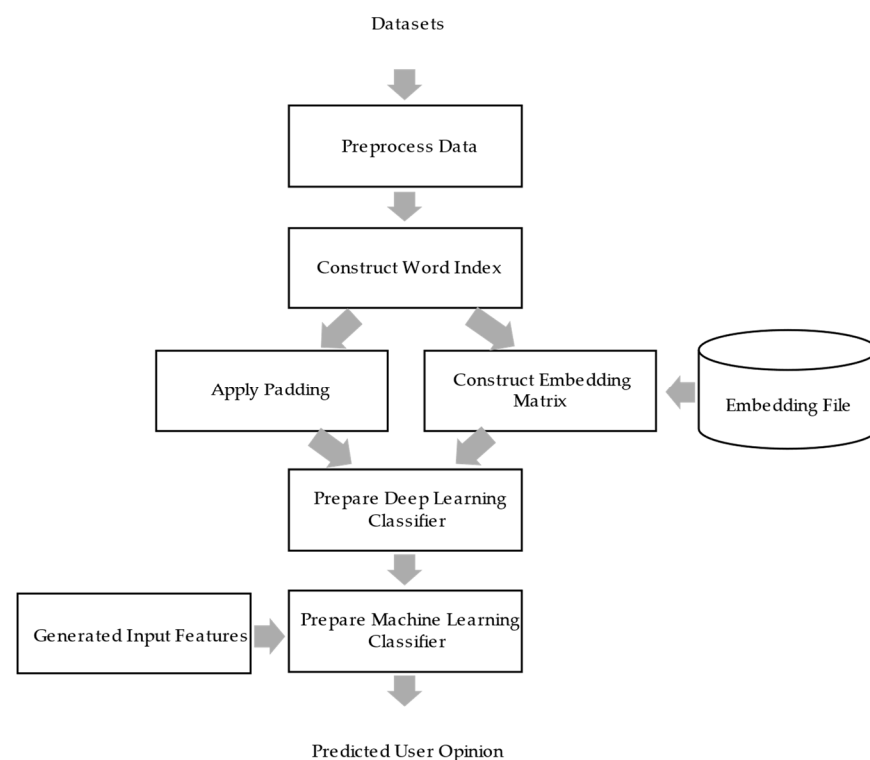 Datasets
Preprocess Data
Construct Word Index
Apply Padding
Construct Embedding
Matrix
Embedding File
Prepare Deep Learning
Classifier
Generated Input Features
Prepare Machine Learning
Classifier
Predicted User Opinion